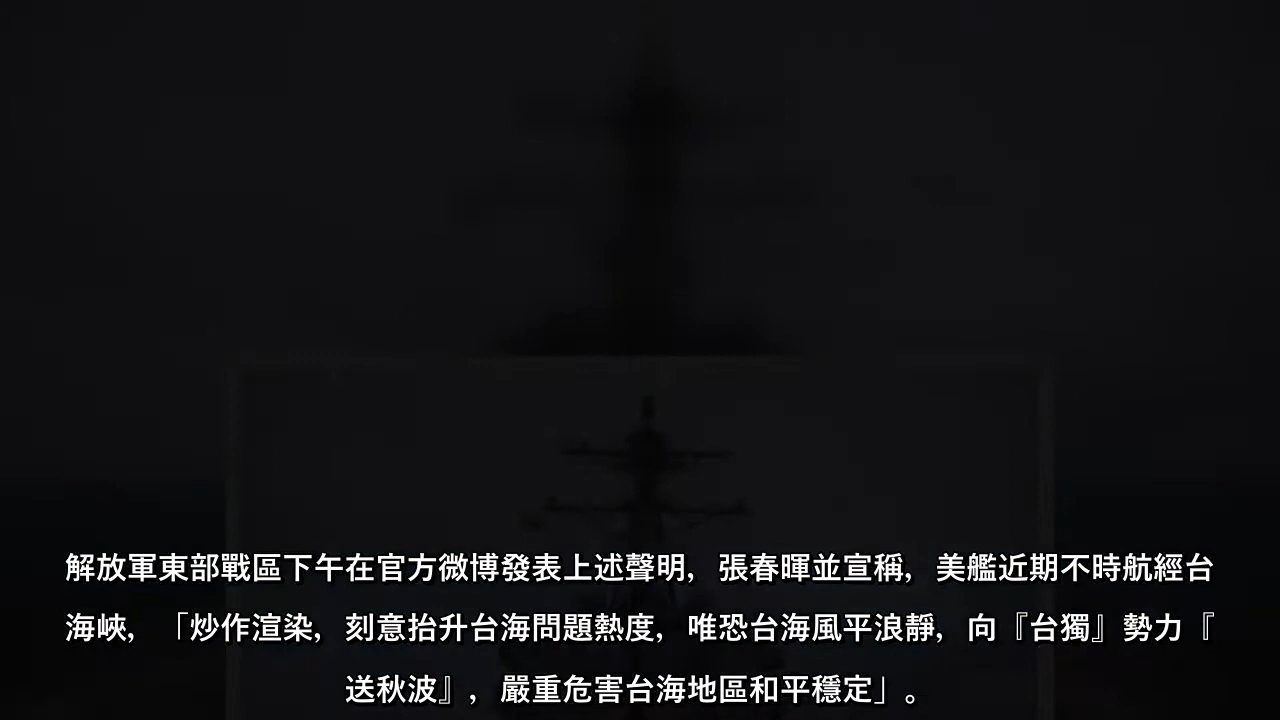 解放軍東部戰區下午在官方微博發表上述聲明，張春暉並宣稱，美艦近期不時航經台
海峽，「炒作渲染，刻意抬升台海問題熱度，唯恐台海風平浪靜，向『台獨』勢力『
送秋波』，嚴重危害台海地區和平穩定」。